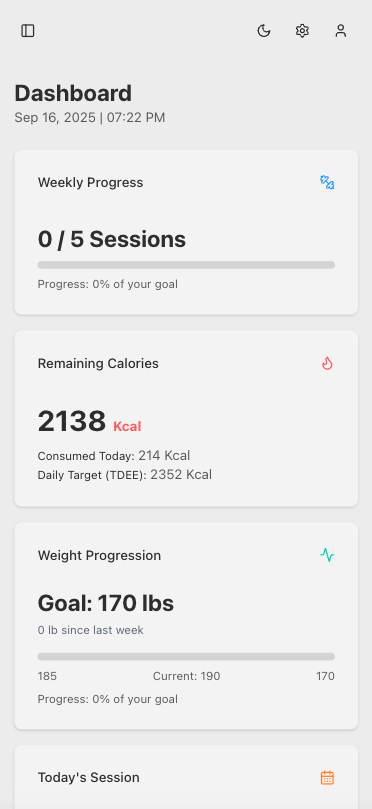 Dashboard
Sep 16, 2025 | 07:22 PM
Weekly Progress
0 / 5 Sessions
Progress: 0% of your goal
Remaining Calories
2138 Kcal
Consumed Today: 214 Kcal
Daily Target (TDEE): 2352 Kcal
Weight Progression
Goal: 170 lbs
0 lb since last week
185 Current: 190 170
Progress: 0% of your goal
Today's Session